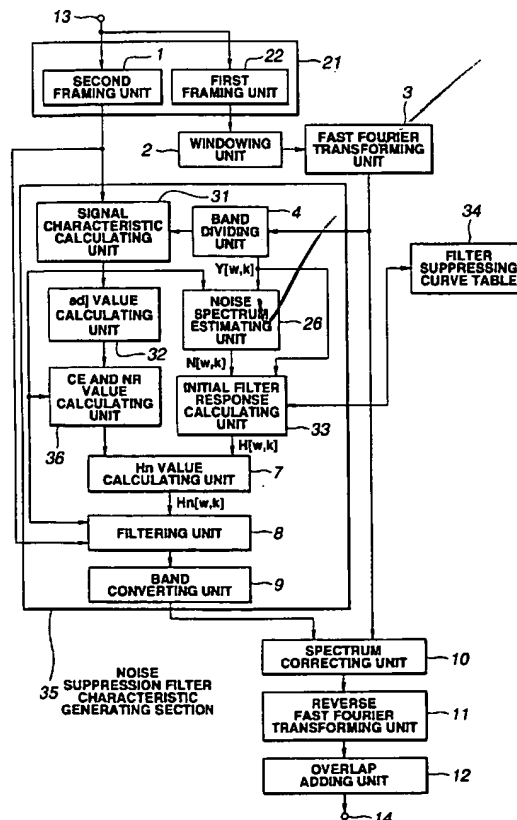 13
1
22
21
SECOND
FRAMING UNIT
FIRST
FRAMING UNIT
3
2
WINDOWING
UNIT
FAST FOURIER
TRANSFORMING
UNIT
31
4
34
SIGNAL
CHARACTERISTIC
CALCULATING
UNIT
BAND
DIVIDING
UNIT
FILTER
SUPPRESSING
CURVE TABLE
Y[w,k]
adj VALUE
CALCULATING
UNIT
32
NOISE
SPECTRUM
ESTIMATING
UNIT
26
N[w,k]
CE AND NR
VALUE
CALCULATING
UNIT
36
INITIAL FILTER
RESPONSE
CALCULATING
UNIT
33
H[w,k]
Hn VALUE
CALCULATING UNIT
7
Hn[w,k]
FILTERING UNIT
8
BAND
CONVERTING UNIT
9
35
NOISE
SUPPRESSION FILTER
CHARACTERISTIC
GENERATING SECTION
SPECTRUM
CORRECTING UNIT
10
REVERSE
FAST FOURIER
TRANSFORMING UNIT
11
OVERLAP
ADDING UNIT
12
14